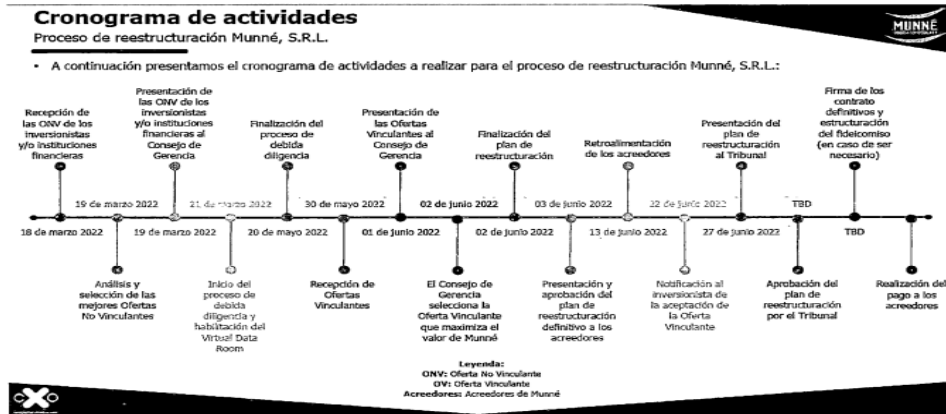 Cronograma de actividades
Proceso de reestructuración Munné, S.R.L.
MUNNÉ
• A continuación presentamos el cronograma de actividades a realizar para el proceso de reestructuración Munné, S.R.L.:
Recepción de
las ONV de los
inversionistas
y/o instituciones
financieras
Presentación de
las ONV de los
inversionistas
y/o instituciones
financieras al
Consejo de
Gerencia
Finalización del
proceso de
debida
diligencia
Presentación de
las Ofertas
Vinculantes al
Consejo de
Gerencia
Finalización del
plan de
reestructuración
Retroalimentación
de los acreedores
Presentación del
plan de
reestructuración
al Tribunal
Firma de los
contrato
definitivos y
estructuración
del fideicomiso
(en caso de ser
necesario)
19 de marzo 2022
21 de marzo 2022
30 de mayo 2022
02 de junio 2022
03 de junio 2022
22 de junio 2022
TBD
18 de marzo 2022
19 de marzo 2022
20 de mayo 2022
01 de junio 2022
02 de junio 2022
13 de junio 2022
27 de junio 2022
TBD
Análisis y
selección de las
mejores Ofertas
No Vinculantes
Inicio del
proceso de
debida
diligencia y
habilitación del
Virtual Data
Room
Recepción de
Ofertas
Vinculantes
El Consejo de
Gerencia
selecciona la
Oferta Vinculante
que maximiza el
valor de Munné
Presentación y
aprobación del
plan de
reestructuración
definitivo a los
acreedores
Notificación al
inversionista de
la aceptación de
la Oferta
Vinculante
Aprobación del
plan de
reestructuración
por el Tribunal
Realización del
pago a los
acreedores
Leyenda:
ONV: Oferta No Vinculante
OV: Oferta Vinculante
Acreedores: Acreedores de Munné
CXO